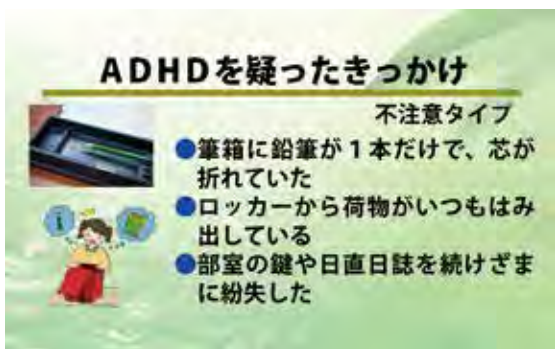 ADHDを疑ったきっかけ
不注意タイプ
●筆箱に鉛筆が1本だけで、芯が
折れていた
●ロッカーから荷物がいつもはみ
出している
●部室の鍵や日直日誌を続けざま
に紛失した